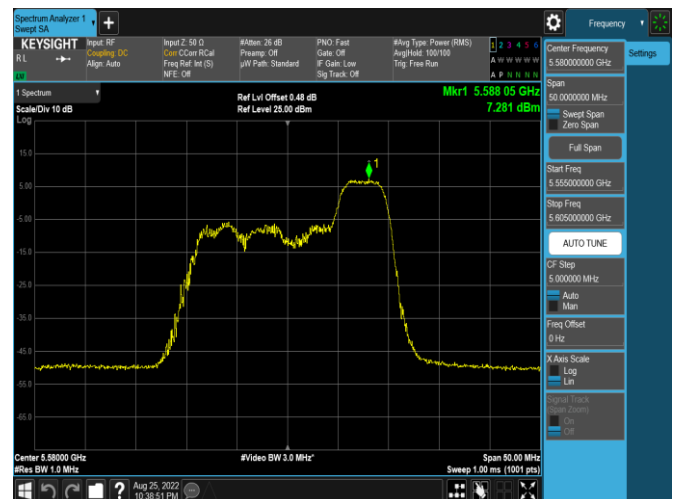 Spectrum Analyzer 1
Swept SA
Frequency
KEYSIGHT
R L
LW
Input: RF
Coupling: DC
Align: Auto
Input Z: 50 Ω
Corr CCorr RCal
Freq Ref: Int (S)
NFE: Off
#Atten: 26 dB
Preamp: Off
µW Path: Standard
PNO: Fast
Gate: Off
IF Gain: Low
Sig Track: Off
#Avg Type: Power (RMS)
Avg|Hold: 100/100
Trig: Free Run
1 2 3 4 5 6
A W W W W W
A P N N N N
1 Spectrum
Scale/Div 10 dB
Log
Ref Lvl Offset 0.48 dB
Ref Level 25.00 dBm
Mkr1 5.588 05 GHz
7.281 dBm
1
15.0
5.00
-5.00
-15.0
-25.0
-35.0
-45.0
-55.0
-65.0
Center 5.58000 GHz
#Res BW 1.0 MHz
#Video BW 3.0 MHz*
Span 50.00 MHz
Sweep 1.00 ms (1001 pts)
Aug 25, 2022
10:38:51 PM
Settings
Center Frequency
5.580000000 GHz
Span
50.0000000 MHz
Swept Span
Zero Span
Full Span
Start Freq
5.555000000 GHz
Stop Freq
5.605000000 GHz
AUTO TUNE
CF Step
5.000000 MHz
Auto
Man
Freq Offset
0 Hz
X Axis Scale
Log
Lin
Signal Track
(Span Zoom)
On
Off